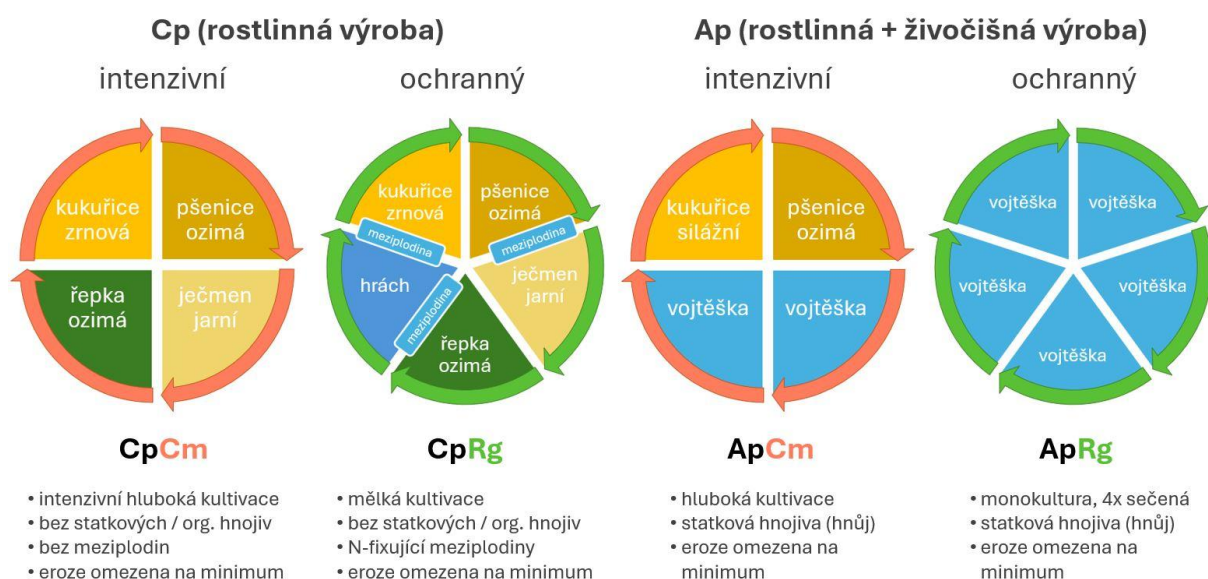 Cp (rostlinná výroba)
Ap (rostlinná + živočišná výroba)
intenzivní
ochranný
intenzivní
ochranný
kukuřice
zrnová
pšenice
ozimá
řepka
ozimá
ječmen
jarní
kukuřice
zrnová
pšenice
ozimá
meziplodina
meziplodina
hrách
ječmen
jarní
meziplodina
řepka
ozimá
kukuřice
silážní
pšenice
ozimá
vojtěška
vojtěška
vojtěška
vojtěška
vojtěška
vojtěška
vojtěška
CpCm
CpRg
ApCm
ApRg
• intenzivní hluboká kultivace
• bez statkových / org. hnojiv
• bez meziplodin
• eroze omezena na minimum
• mělká kultivace
• bez statkových / org. hnojiv
• N-fixující meziplodiny
• eroze omezena na minimum
• hluboká kultivace
• statková hnojiva (hnůj)
• eroze omezena na
minimum
• monokultura, 4x sečená
• statková hnojiva (hnůj)
• eroze omezena na
minimum